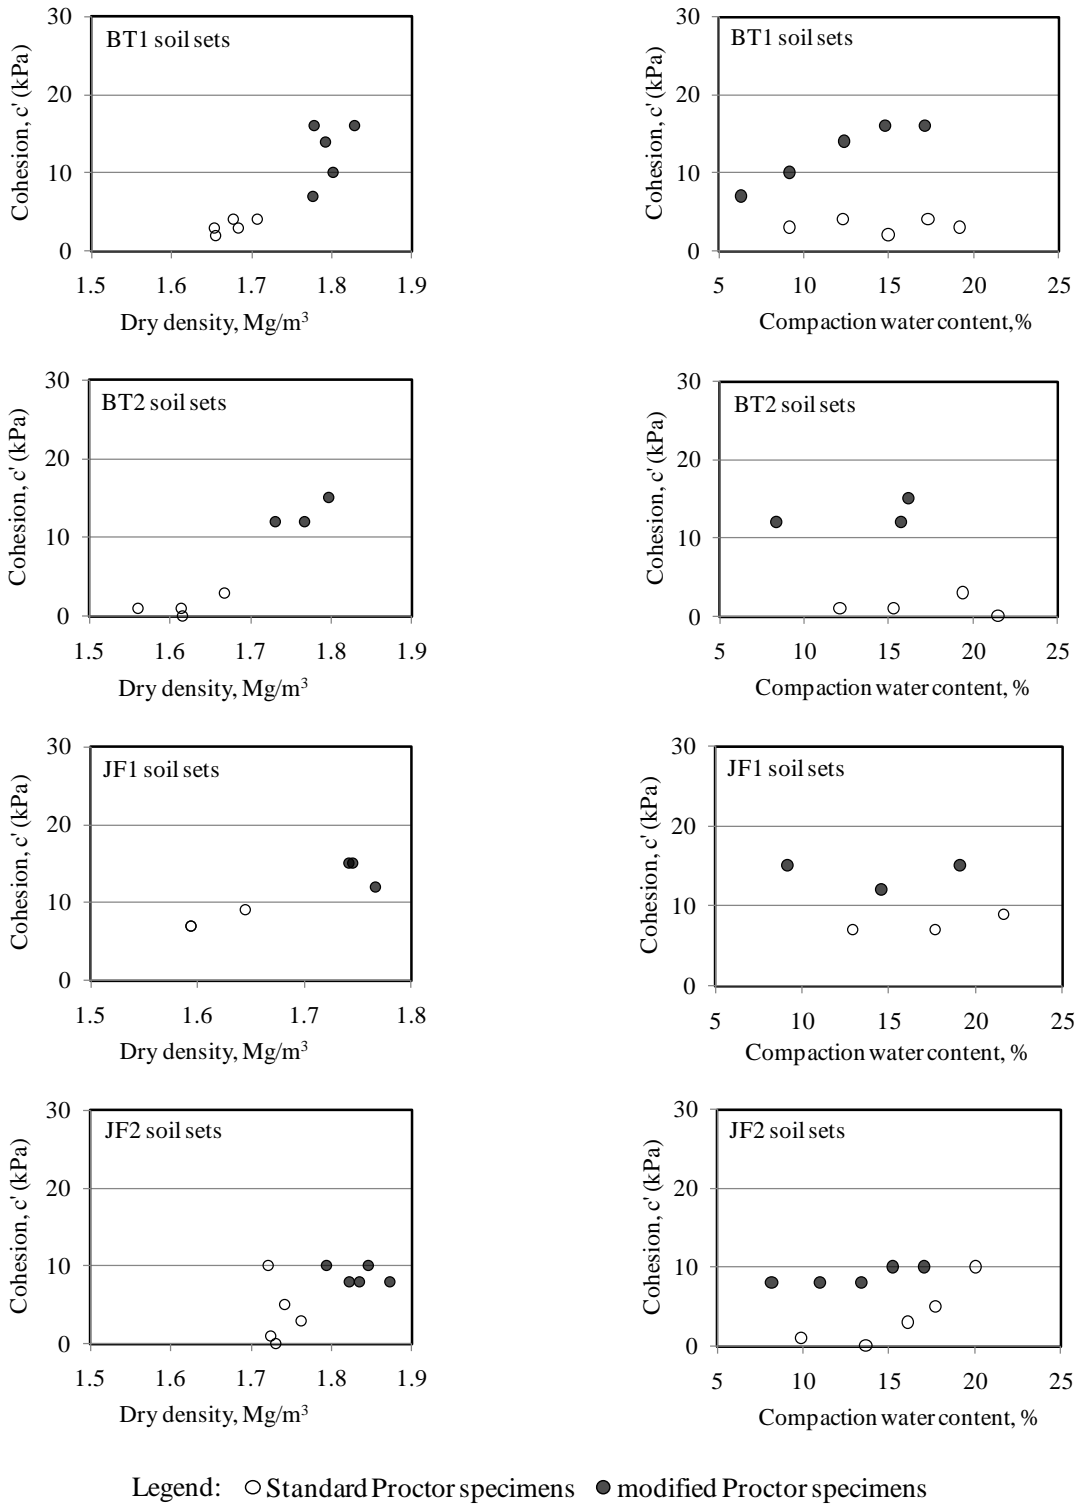 30
20
10
0
Cohesion, c' (kPa)
BT1 soil sets
1.5 1.6 1.7 1.8 1.9
Dry density, Mg/m³
30
20
10
0
Cohesion, c' (kPa)
BT1 soil sets
5 10 15 20 25
Compaction water content, %
30
20
10
0
Cohesion, c' (kPa)
BT2 soil sets
1.5 1.6 1.7 1.8 1.9
Dry density, Mg/m³
30
20
10
0
Cohesion, c' (kPa)
BT2 soil sets
5 10 15 20 25
Compaction water content, %
30
20
10
0
Cohesion, c' (kPa)
JF1 soil sets
1.5 1.6 1.7 1.8
Dry density, Mg/m³
30
20
10
0
Cohesion, c' (kPa)
JF1 soil sets
5 10 15 20 25
Compaction water content, %
30
20
10
0
Cohesion, c' (kPa)
JF2 soil sets
1.5 1.6 1.7 1.8 1.9
Dry density, Mg/m³
30
20
10
0
Cohesion, c' (kPa)
JF2 soil sets
5 10 15 20 25
Compaction water content, %
Legend: Standard Proctor specimens modified Proctor specimens